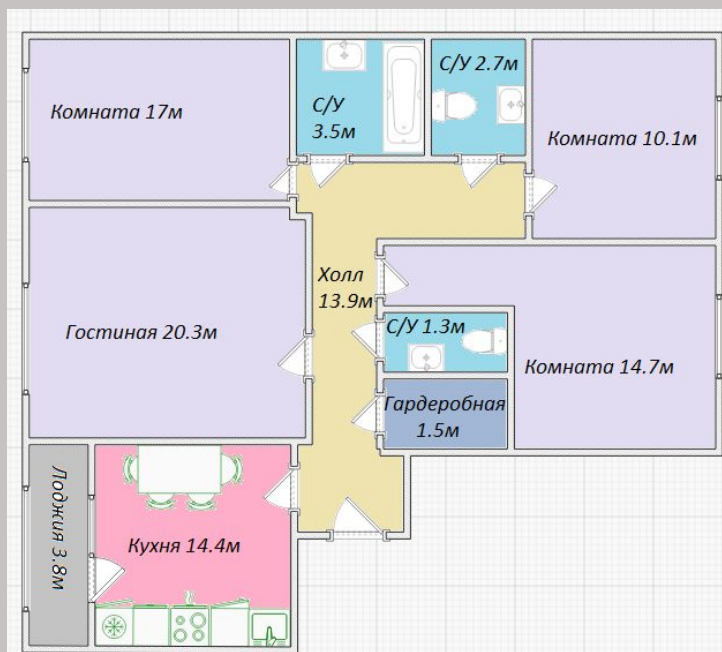 Комната 17м
С/У
3.5м
С/У 2.7м
Комната 10.1м
Холл
13.9м
Гостиная 20.3м
С/У 1.3м
Комната 14.7м
Гардеробная
1.5м
Лоджия 3.8м
Кухня 14.4м